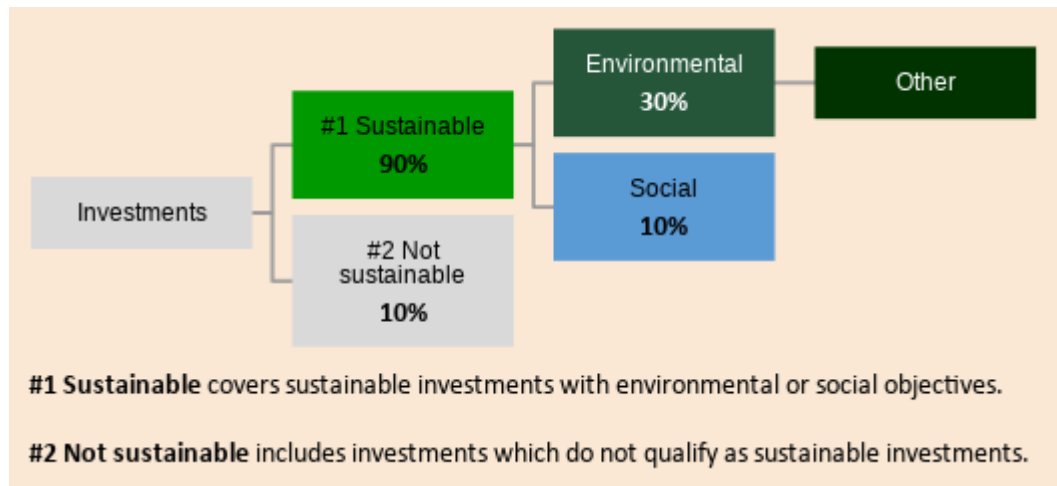 Investments
#1 Sustainable
90%
#2 Not
sustainable
10%
Environmental
30%
Social
10%
Other
#1 Sustainable covers sustainable investments with environmental or social objectives.
#2 Not sustainable includes investments which do not qualify as sustainable investments.